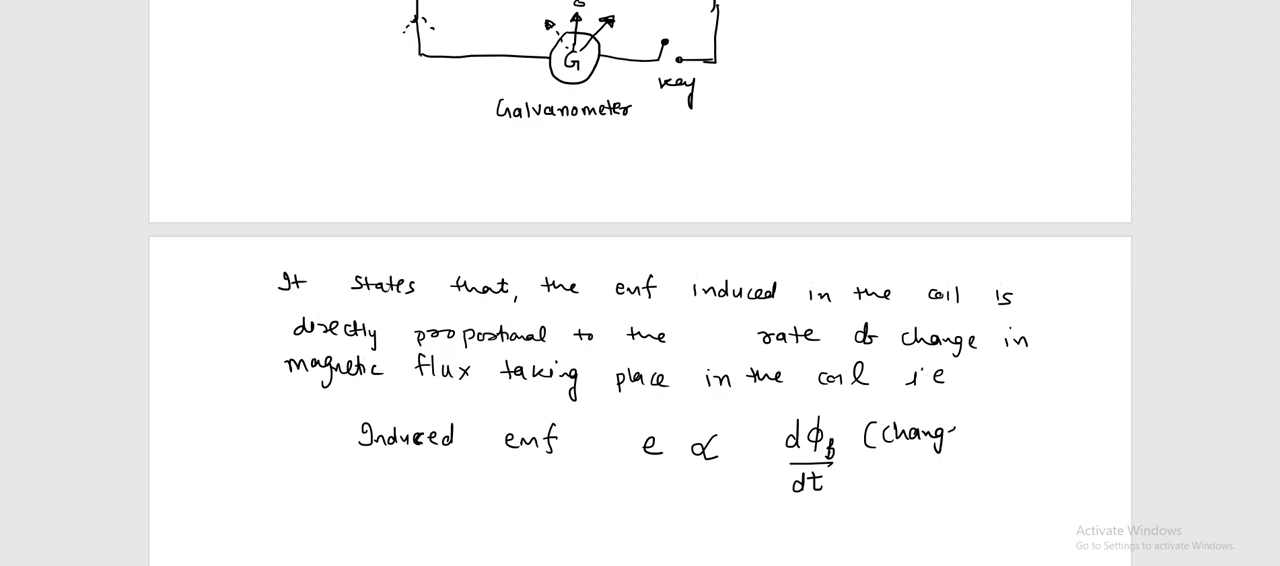 G
key
Galvanometer
It states that, the emf induced in the coil is
directly proportional to the rate of change in
magnetic flux taking place in the coil i.e
Induced emf e ∝ dϕ_B/dt (Chang
Activate Windows
Go to Settings to activate Windows.